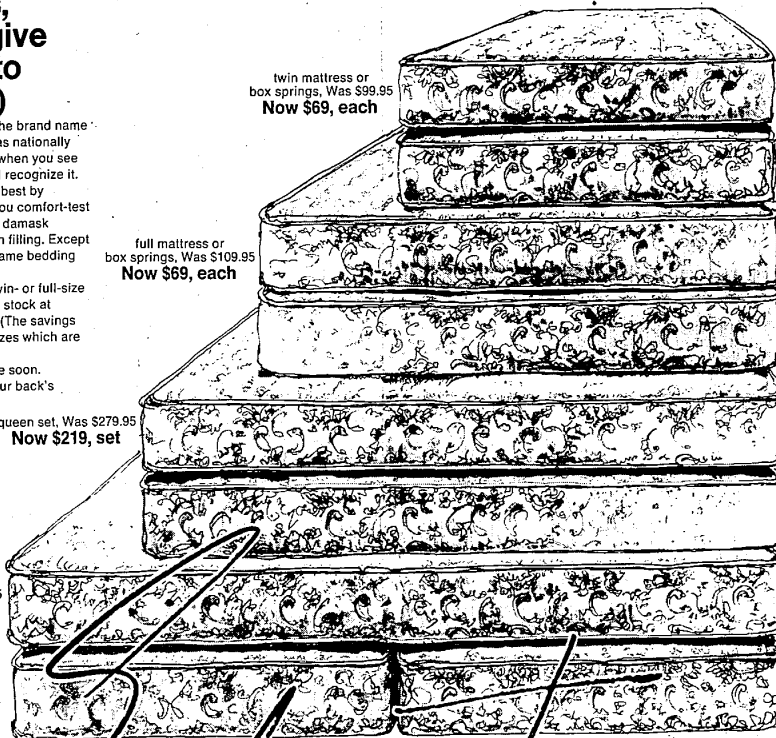 give
to
)
he brand name
as nationally
when you see
recognize it.
best by
ou comfort-test
damask
n filling. Except
ame bedding
win- or full-size
stock at
(The savings
zes which are
e soon.
ur back's
twin mattress or
box springs, Was $99.95
Now $69, each
full mattress or
box springs, Was $109.95
Now $69, each
queen set, Was $279.95
Now $219, set